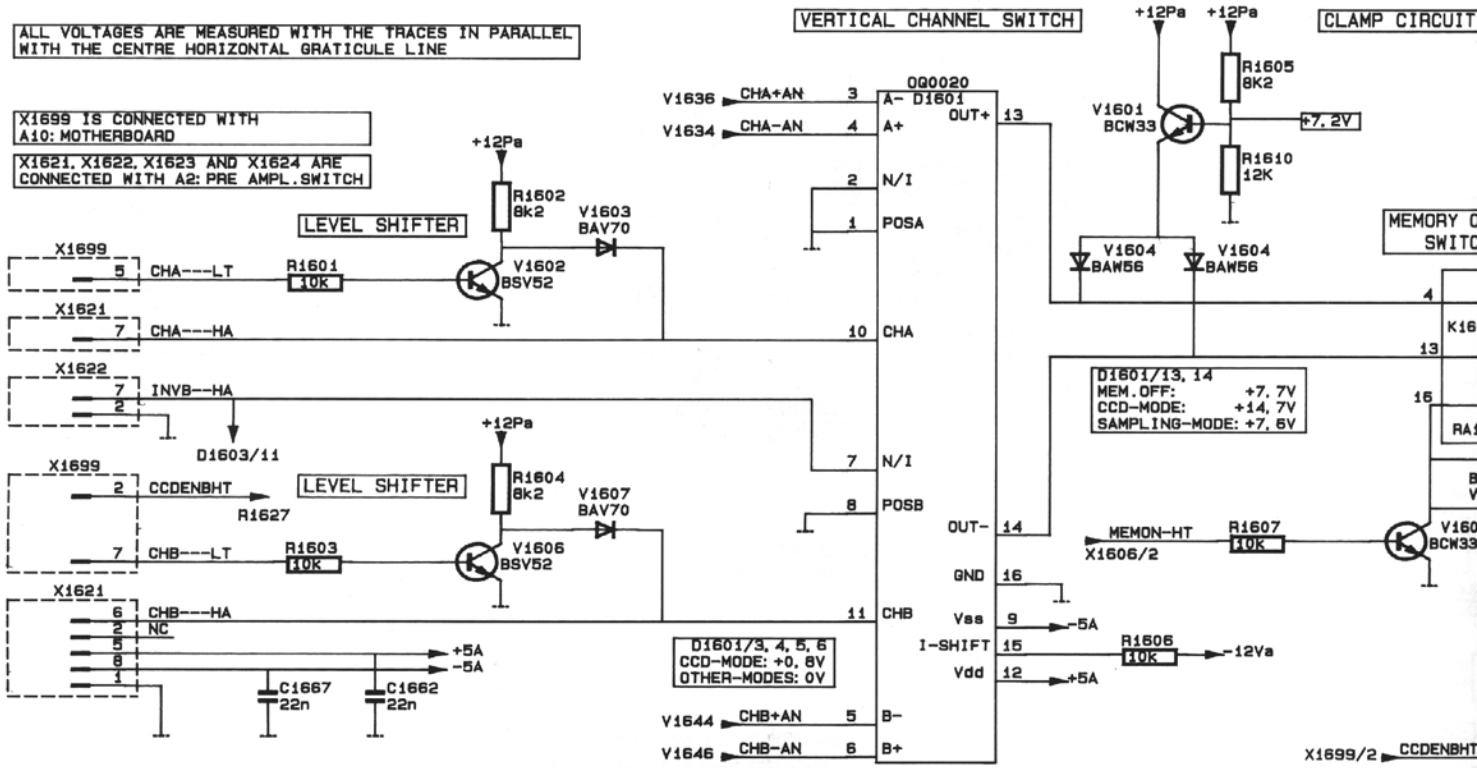 ALL VOLTAGES ARE MEASURED WITH THE TRACES IN PARALLEL
WITH THE CENTRE HORIZONTAL GRATICULE LINE
X1699 IS CONNECTED WITH
A10: MOTHERBOARD
X1621, X1622, X1623 AND X1624 ARE
CONNECTED WITH A2: PRE AMPL.SWITCH
VERTICAL CHANNEL SWITCH
+12Pa
+12Pa
CLAMP CIRCUIT
R1605
8K2
V1601
BCW33
+7,2V
R1610
12K
V1604
BAW56
V1604
BAW56
MEMORY
SWITC
OQ0020
D1601
V1636 CHA+AN 3 A-
V1634 CHA-AN 4 A+
2 N/I
1 POSA
OUT+ 13
+12Pa
R1602
8k2
LEVEL SHIFTER
V1603
BAV70
X1699
5 CHA---LT
R1601
10k
V1602
BSV52
X1621
7 CHA---HA
10 CHA
4
K16
13
X1622
7 INVB--HA
2
D1603/11
D1601/13, 14
MEM.OFF: +7,7V
CCD-MODE: +14,7V
SAMPLING-MODE: +7,6V
15
RA1
+12Pa
R1604
8k2
LEVEL SHIFTER
V1607
BAV70
7 N/I
8 POSB
X1699
2 CCDENBHT
R1627
7 CHB---LT
R1603
10k
V1606
BSV52
OUT- 14
MEMON-HT
X1606/2
R1607
10k
B
V
V160
BCW33
GND 16
X1621
6 CHB---HA
2 NC
5
+5A
8
-5A
1
11 CHB
Vss 9 -5A
I-SHIFT 15
R1606
10k
-12Va
Vdd 12 +5A
D1601/3, 4, 5, 6
CCD-MODE: +0,8V
OTHER-MODES: 0V
C1667
22n
C1662
22n
V1644 CHB+AN 5 B-
V1646 CHB-AN 6 B+
X1699/2 CCDENBHT